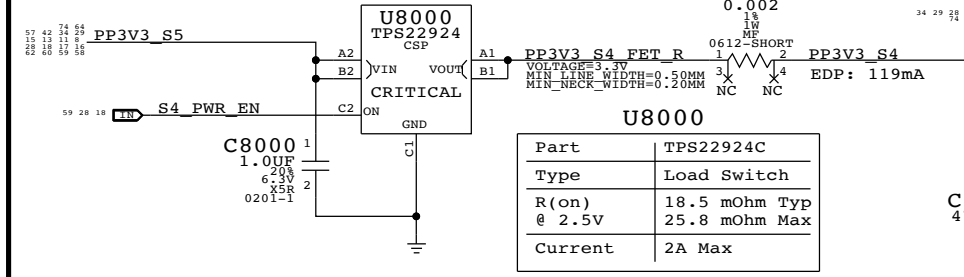 74 64
57 42 34 29
15 13 11 8
28 18 17 16
62 60 59 58
PP3V3_S5
U8000
TPS22924
CSP
A2
B2
VIN
VOUT
A1
B1
CRITICAL
C2
ON
GND
C1
59 28 18
IN
S4_PWR_EN
C8000
1
1.0UF
20%
6.3V
X5R
0201-1
2
PP3V3_S4_FET_R
VOLTAGE=3.3V
MIN_LINE_WIDTH=0.50MM
MIN_NECK_WIDTH=0.20MM
0.002
1%
1W
MF
0612-SHORT
1
2
3
4
NC
NC
PP3V3_S4
EDP: 119mA
34 29 28
74
U8000
Part TPS22924C
Type Load Switch
R(on) 18.5 mOhm Typ
@ 2.5V 25.8 mOhm Max
Current 2A Max
C
4